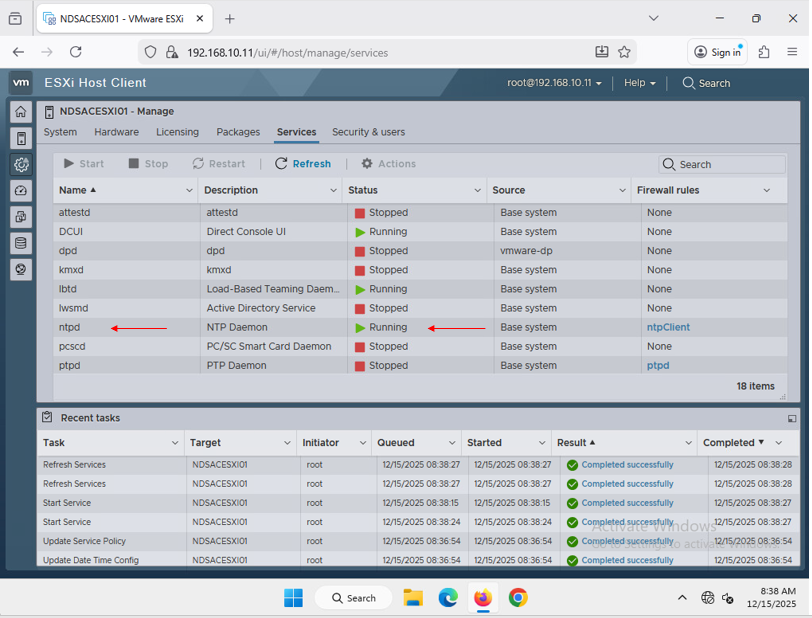 NDSACESXI01 - VMware ESXi
192.168.10.11/ui/#/host/manage/services
Sign in
vm ESXi Host Client root@192.168.10.11 Help Search
NDSACESXI01 - Manage
System Hardware Licensing Packages Services Security & users
Start Stop Restart Refresh Actions Search
Name Description Status Source Firewall rules
attestd attestd Stopped Base system None
DCUI Direct Console UI Running Base system None
dpd dpd Stopped vmware-dp None
kmxd kmxd Stopped Base system None
lbtd Load-Based Teaming Daem... Running Base system None
lwsmd Active Directory Service Stopped Base system None
ntpd NTP Daemon Running Base system ntpClient
pcscd PC/SC Smart Card Daemon Stopped Base system None
ptpd PTP Daemon Stopped Base system ptpd
18 items
Recent tasks
Task Target Initiator Queued Started Result Completed
Refresh Services NDSACESXI01 root 12/15/2025 08:38:27 12/15/2025 08:38:27 Completed successfully 12/15/2025 08:38:28
Refresh Services NDSACESXI01 root 12/15/2025 08:38:27 12/15/2025 08:38:27 Completed successfully 12/15/2025 08:38:28
Start Service NDSACESXI01 root 12/15/2025 08:38:15 12/15/2025 08:38:15 Completed successfully 12/15/2025 08:38:27
Start Service NDSACESXI01 root 12/15/2025 08:38:24 12/15/2025 08:38:24 Completed successfully 12/15/2025 08:38:27
Update Service Policy NDSACESXI01 root 12/15/2025 08:36:54 12/15/2025 08:36:54 Completed successfully 12/15/2025 08:36:54
Update Date Time Config NDSACESXI01 root 12/15/2025 08:36:54 12/15/2025 08:36:54 Completed successfully 12/15/2025 08:36:54
Activate Windows
Go to Settings to activate Windows.
Search
8:38 AM
12/15/2025